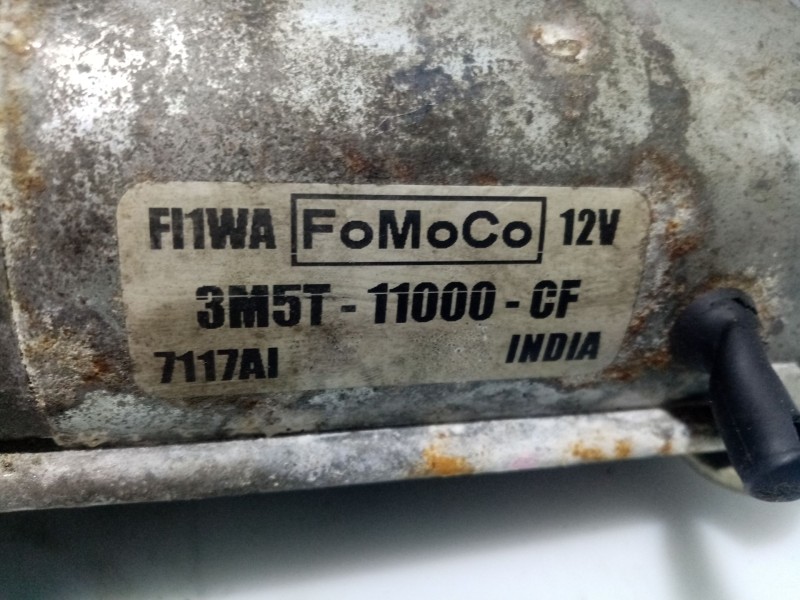 FI1WA FoMoCo 12V
3M5T - 11000 - CF
7117AI INDIA